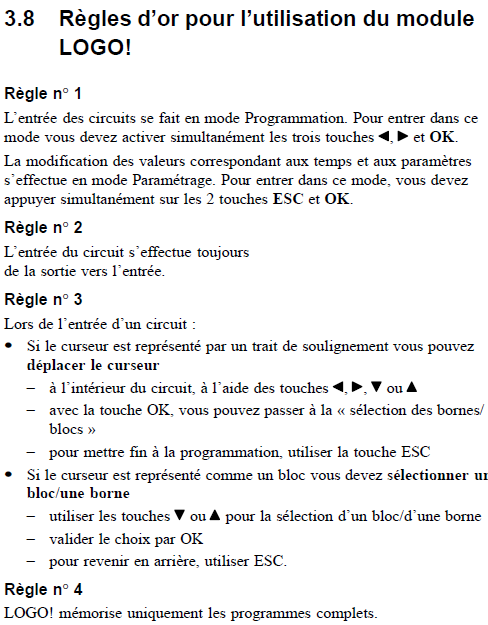 3.8 Règles d’or pour l’utilisation du module
LOGO!
Règle n° 1
L’entrée des circuits se fait en mode Programmation. Pour entrer dans ce
mode vous devez activer simultanément les trois touches ◄, ► et OK.
La modification des valeurs correspondant aux temps et aux paramètres
s’effectue en mode Paramétrage. Pour entrer dans ce mode, vous devez
appuyer simultanément sur les 2 touches ESC et OK.
Règle n° 2
L’entrée du circuit s’effectue toujours
de la sortie vers l’entrée.
Règle n° 3
Lors de l’entrée d’un circuit :
• Si le curseur est représenté par un trait de soulignement vous pouvez
déplacer le curseur
– à l’intérieur du circuit, à l’aide des touches ◄, ►, ▼ ou ▲
– avec la touche OK, vous pouvez passer à la « sélection des bornes/
blocs »
– pour mettre fin à la programmation, utiliser la touche ESC
• Si le curseur est représenté comme un bloc vous devez sélectionner un
bloc/une borne
– utiliser les touches ▼ ou ▲ pour la sélection d’un bloc/d’une borne
– valider le choix par OK
– pour revenir en arrière, utiliser ESC.
Règle n° 4
LOGO! mémorise uniquement les programmes complets.